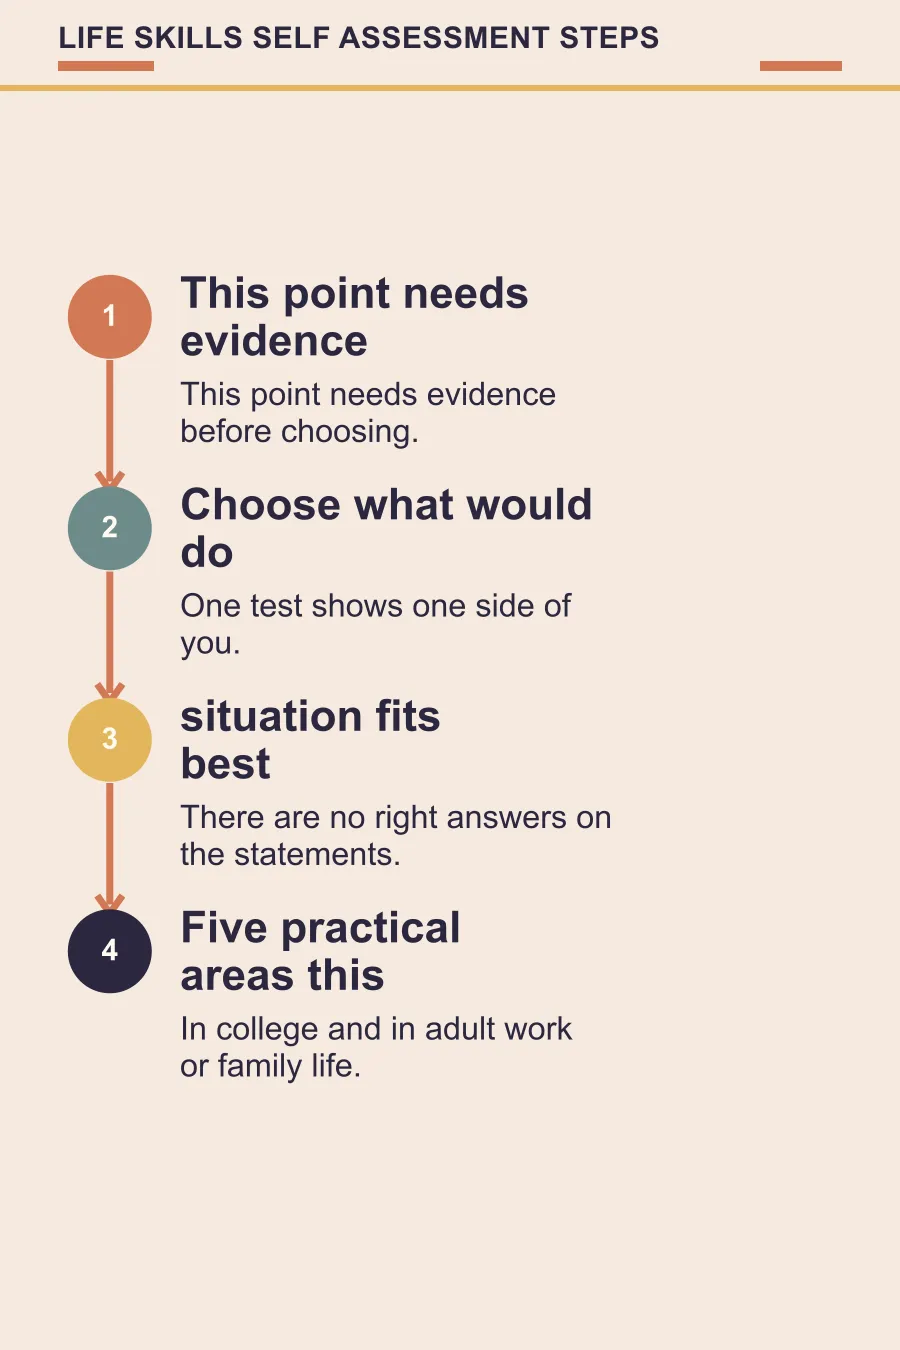 LIFE SKILLS SELF ASSESSMENT STEPS
1
This point needs
evidence
This point needs evidence
before choosing.
2
Choose what would
do
One test shows one side of
you.
3
situation fits
best
There are no right answers on
the statements.
4
Five practical
areas this
In college and in adult work
or family life.